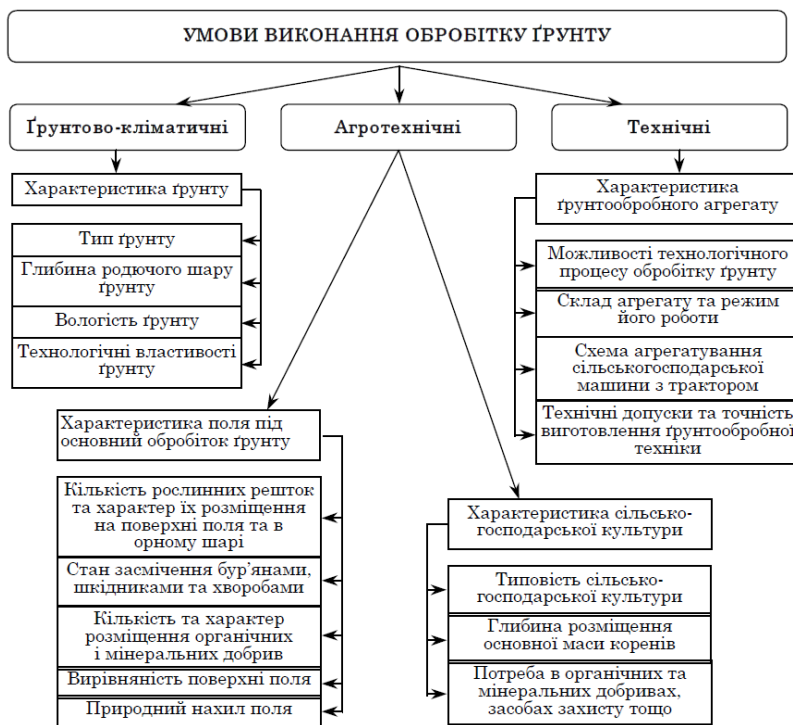 УМОВИ ВИКОНАННЯ ОБРОБІТКУ ҐРУНТУ
Ґрунтово-кліматичні
Агротехнічні
Технічні
Характеристика ґрунту
Тип ґрунту
Глибина родючого шару
ґрунту
Вологість ґрунту
Технологічні властивості
ґрунту
Характеристика
ґрунтообробного агрегату
Можливості технологічного
процесу обробітку ґрунту
Склад агрегату та режим
його роботи
Схема агрегатування
сільськогосподарської
машини з трактором
Технічні допуски та точність
виготовлення ґрунтообробної
техніки
Характеристика поля під
основний обробіток ґрунту
Кількість рослинних решток
та характер їх розміщення
на поверхні поля та в
орному шарі
Стан засмічення бур’янами,
шкідниками та хворобами
Кількість та характер
розміщення органічних
і мінеральних добрив
Вирівняність поверхні поля
Природний нахил поля
Характеристика сільсько-
господарської культури
Типовість сільсько-
господарської культури
Глибина розміщення
основної маси коренів
Потреба в органічних та
мінеральних добривах,
засобах захисту тощо